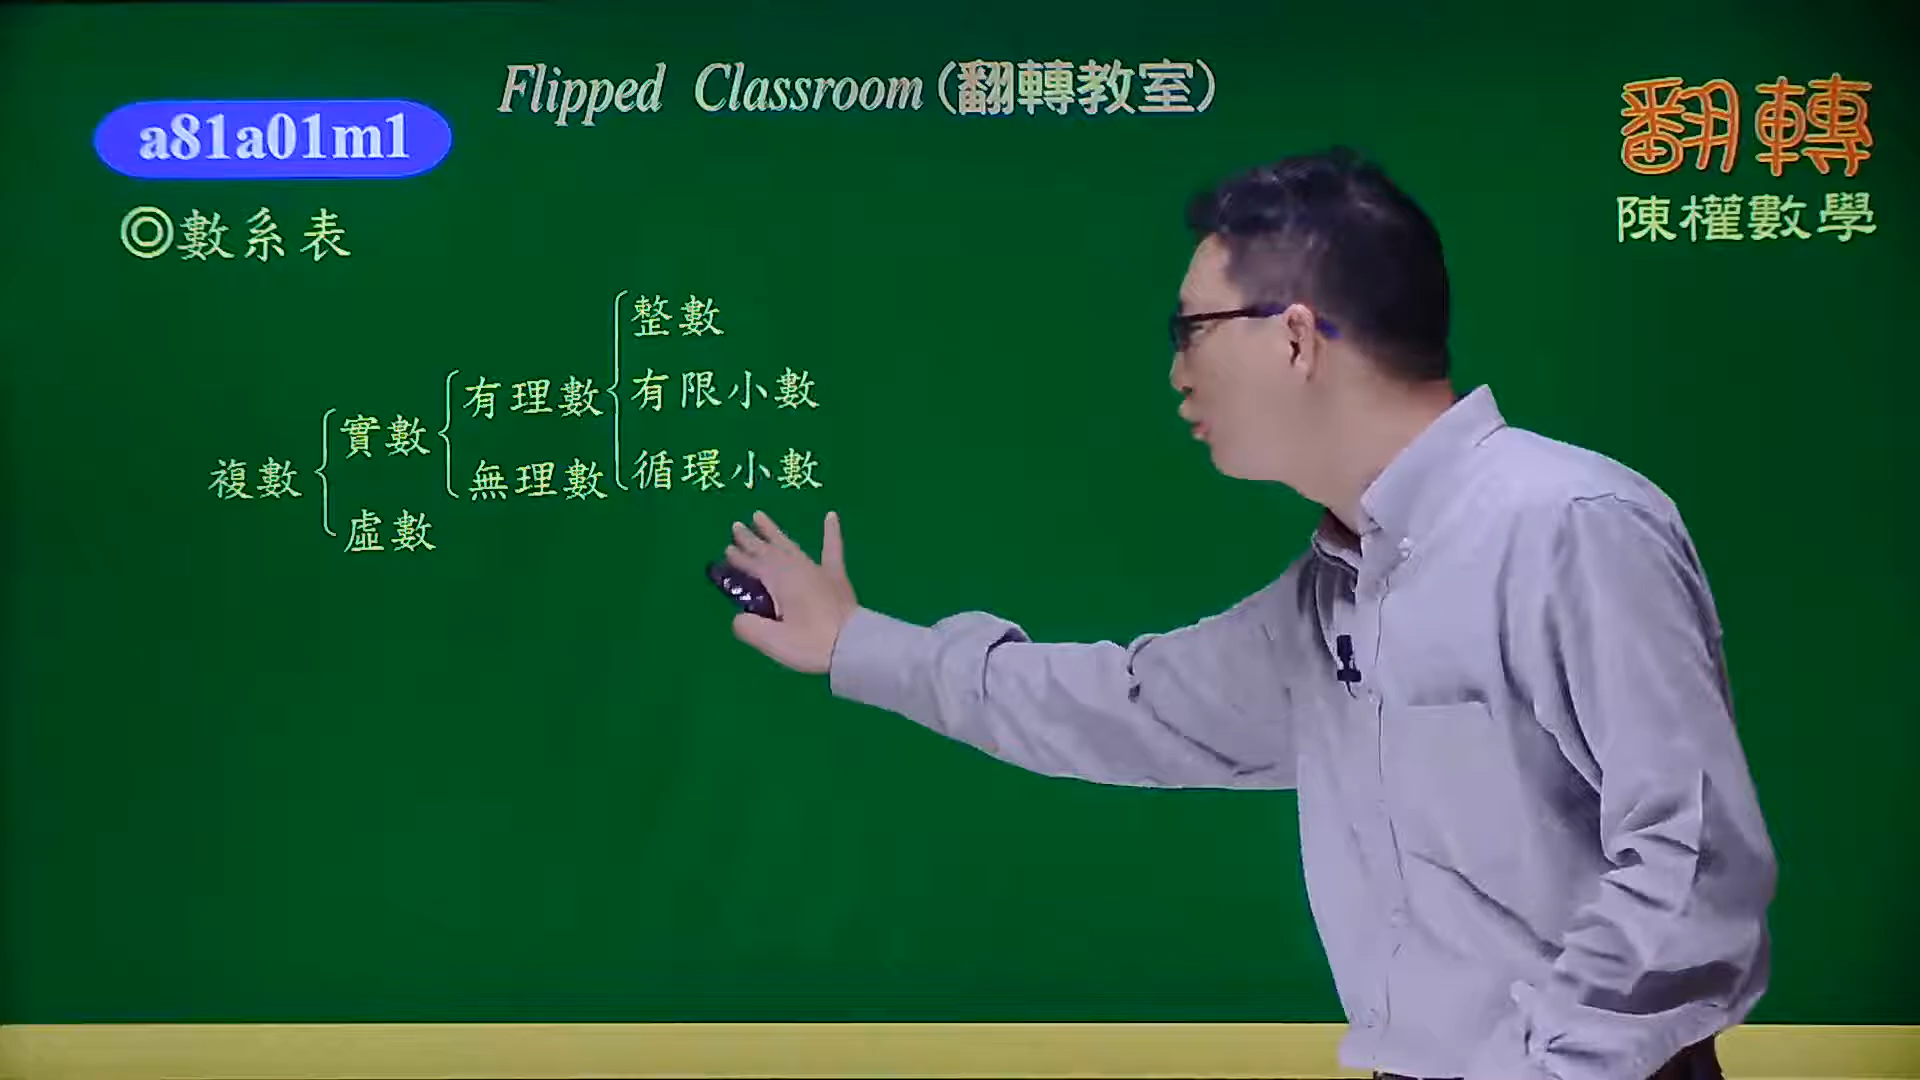 Flipped Classroom(翻轉教室)
a81a01m1
翻轉
陳權數學
◎數系表
整數
有理數
有限小數
實數
複數
無理數
循環小數
虛數